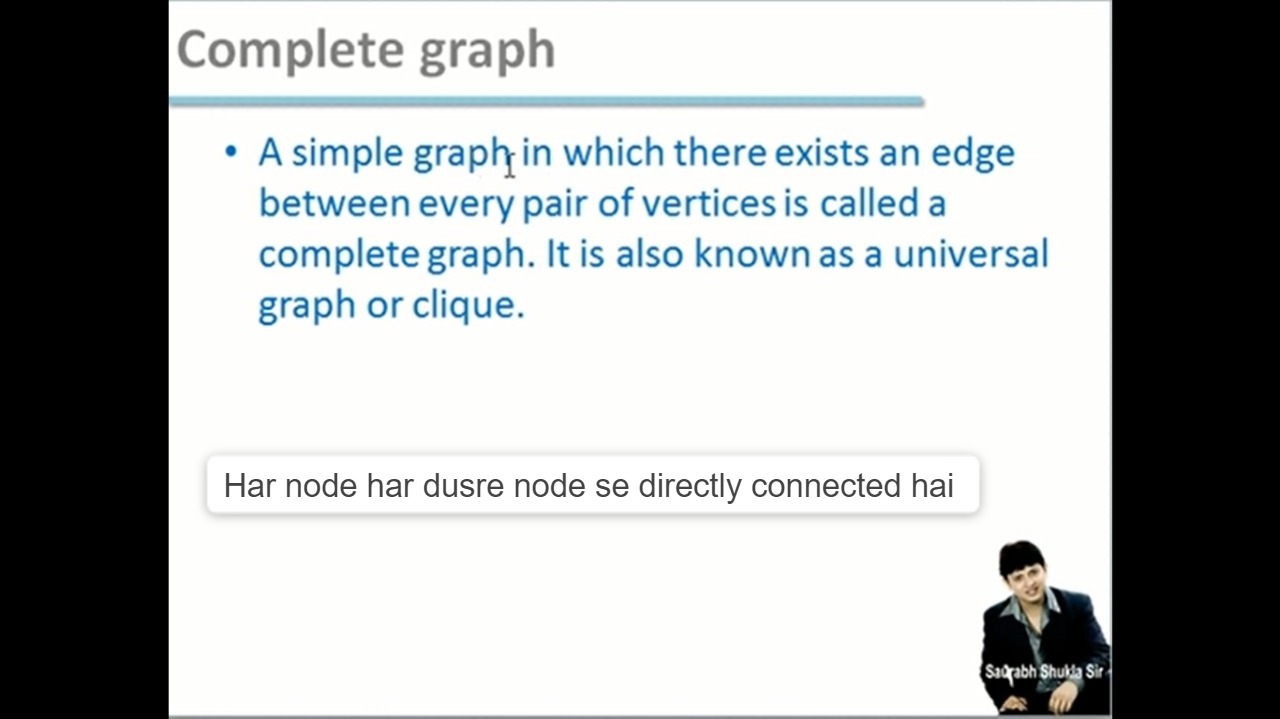 Complete graph
• A simple graph in which there exists an edge
between every pair of vertices is called a
complete graph. It is also known as a universal
graph or clique.
Har node har dusre node se directly connected hai
Saurabh Shukla Sir